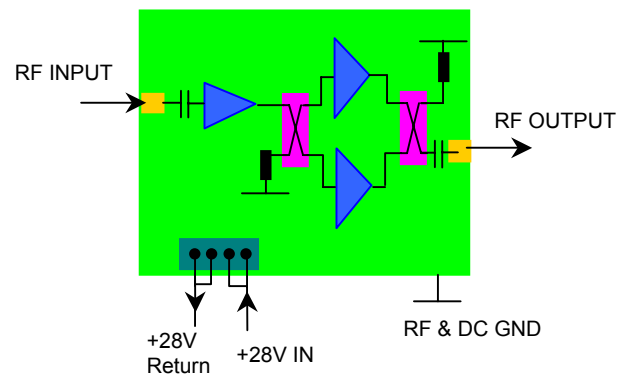 RF INPUT
RF OUTPUT
RF & DC GND
+28V
Return
+28V IN